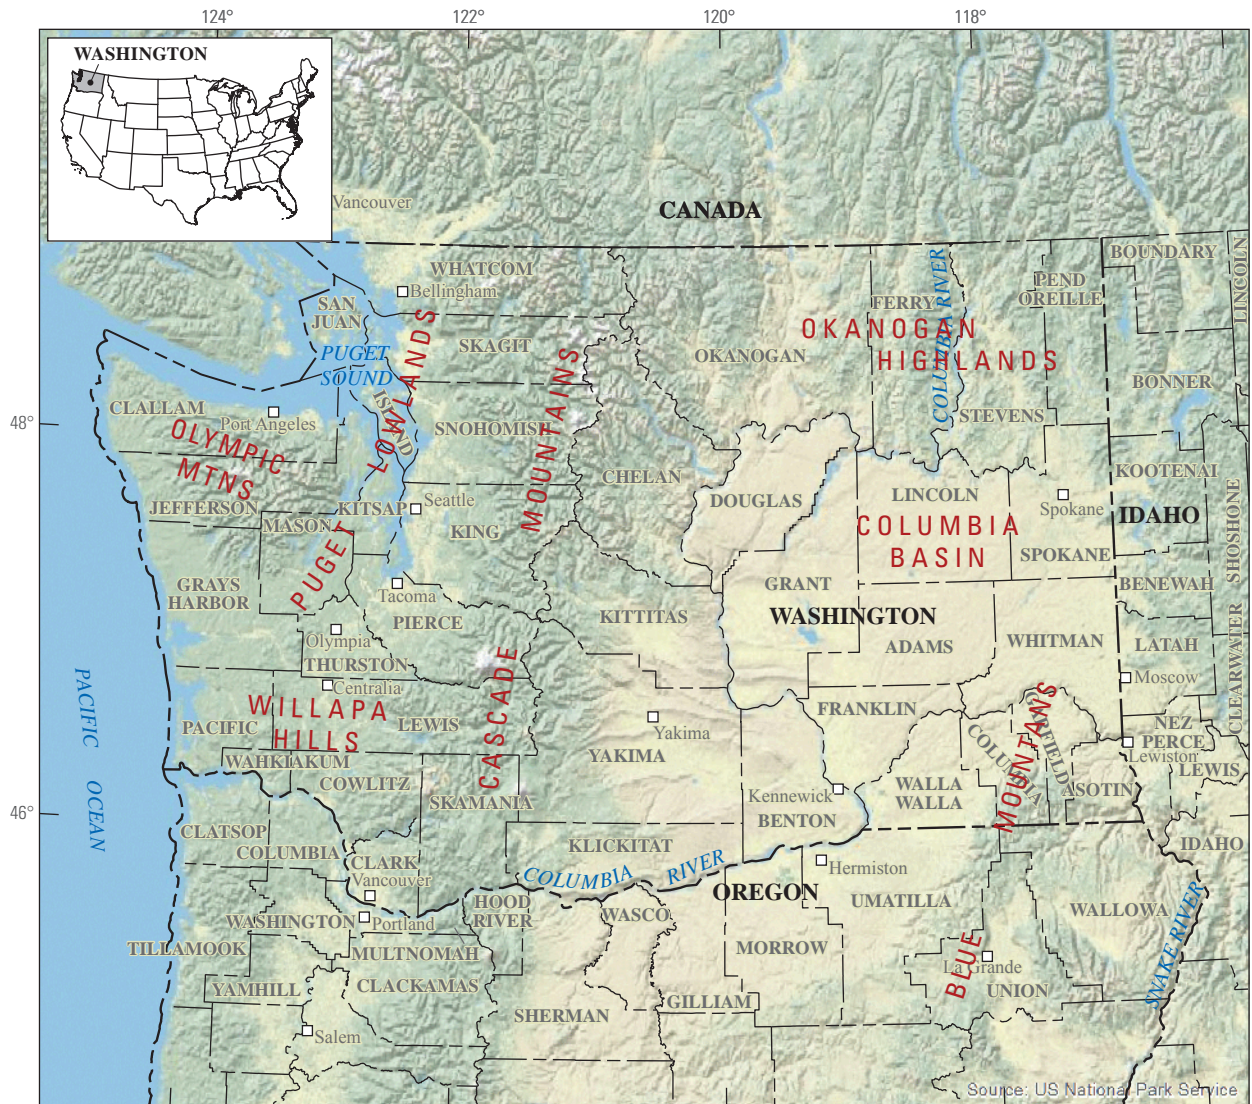 124°
122°
120°
118°
WASHINGTON
Vancouver
CANADA
WHATCOM
Bellingham
SAN
JUAN
SKAGIT
PUGET
SOUND
ISLAND
CLALLAM
Port Angeles
48°
OLYMPIC
MTNS
PUGET LOWLANDS
SNOHOMISH
CASCADE MOUNTAINS
CHELAN
OKANOGAN
FERRY
COLUMBIA RIVER
PEND
OREILLE
OKANOGAN
HIGHLANDS
STEVENS
BOUNDARY
LINCOLN
BONNER
KOOTENAI
JEFFERSON
KITSAP
Seattle
KING
MASON
DOUGLAS
LINCOLN
Spokane
COLUMBIA
BASIN
SPOKANE
IDAHO
SHOSHONE
GRAYS
HARBOR
Tacoma
PIERCE
KITTITAS
GRANT
WASHINGTON
ADAMS
WHITMAN
BENEWAH
LATAH
CLEARWATER
Olympia
THURSTON
Centralia
WILLAPA
HILLS
PACIFIC
LEWIS
PACIFIC OCEAN
WAHKIAKUM
COWLITZ
SKAMANIA
Yakima
YAKIMA
FRANKLIN
COLUMBIA
GARFIELD
Moscow
NEZ
PERCE
Lewiston
LEWIS
46°
Kennewick
BENTON
WALLA
WALLA
BLUE MOUNTANS
ASOTIN
IDAHO
CLATSOP
COLUMBIA
CLARK
Vancouver
KLICKITAT
COLUMBIA RIVER
Hermiston
OREGON
UMATILLA
WALLOWA
SNAKE RIVER
HOOD
RIVER
WASCO
WASHINGTON
Portland
TILLAMOOK
MULTNOMAH
MORROW
La Grande
UNION
YAMHILL
CLACKAMAS
GILLIAM
SHERMAN
Salem
Source: US National Park Service